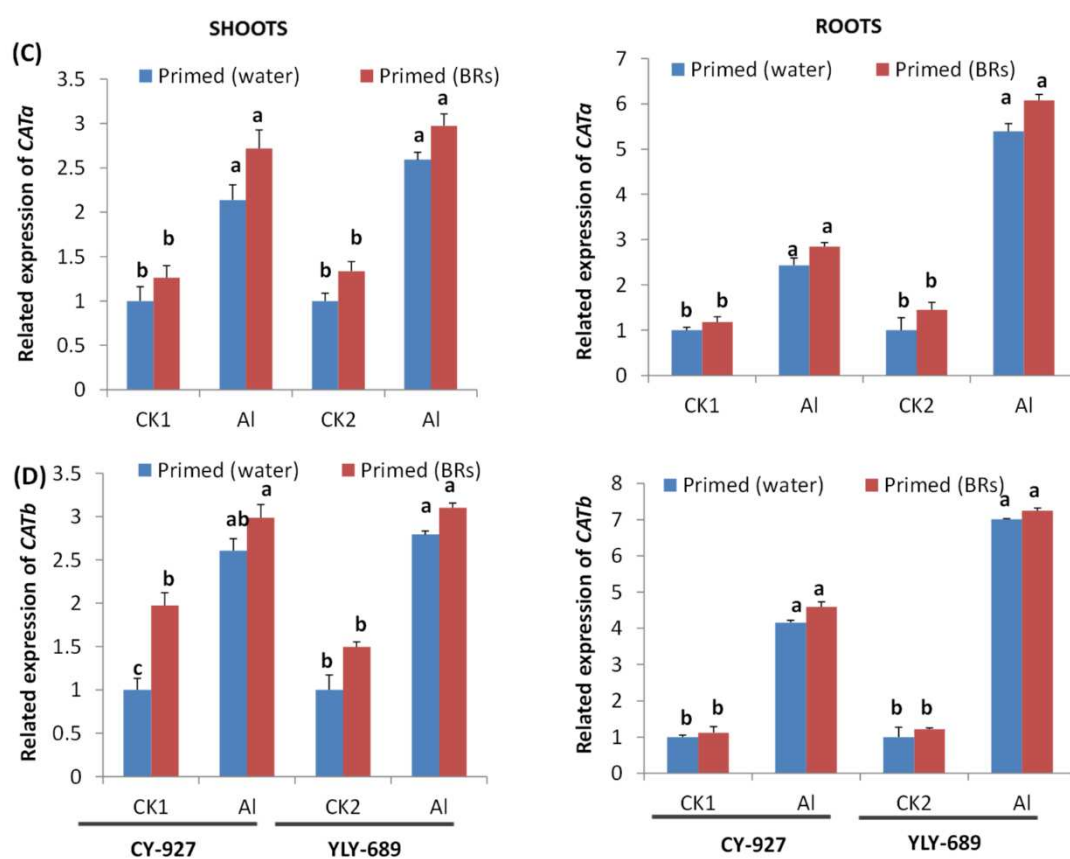 SHOOTS
ROOTS
(C)
Primed (water) Primed (BRs)
Related expression of CATa
3.5
3
2.5
2
1.5
1
0.5
0
b b a a b b a a
CK1 Al CK2 Al
Primed (water) Primed (BRs)
Related expression of CATa
7
6
5
4
3
2
1
0
b b a a b b a a
CK1 Al CK2 Al
(D)
Primed (water) Primed (BRs)
Related expression of CATb
3.5
3
2.5
2
1.5
1
0.5
0
c b ab a b b a a
CK1 Al CK2 Al
CY-927 YLY-689
Primed (water) Primed (BRs)
Related expression of CATb
8
7
6
5
4
3
2
1
0
b b a a b b a a
CK1 Al CK2 Al
CY-927 YLY-689